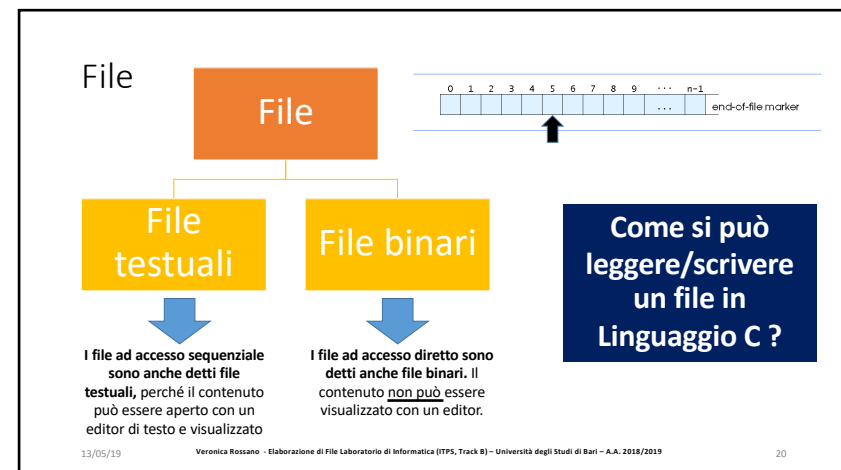 File
File
0 1 2 3 4 5 6 7 8 9 ... n-1
... end-of-file marker
File
testuali
File binari
Come si può
leggere/scrivere
un file in
Linguaggio C ?
I file ad accesso sequenziale
sono anche detti file
testuali, perché il contenuto
può essere aperto con un
editor di testo e visualizzato
I file ad accesso diretto sono
detti anche file binari. Il
contenuto non può essere
visualizzato con un editor.
13/05/19
Veronica Rossano - Elaborazione di File Laboratorio di Informatica (ITPS, Track B) – Università degli Studi di Bari – A.A. 2018/2019
20